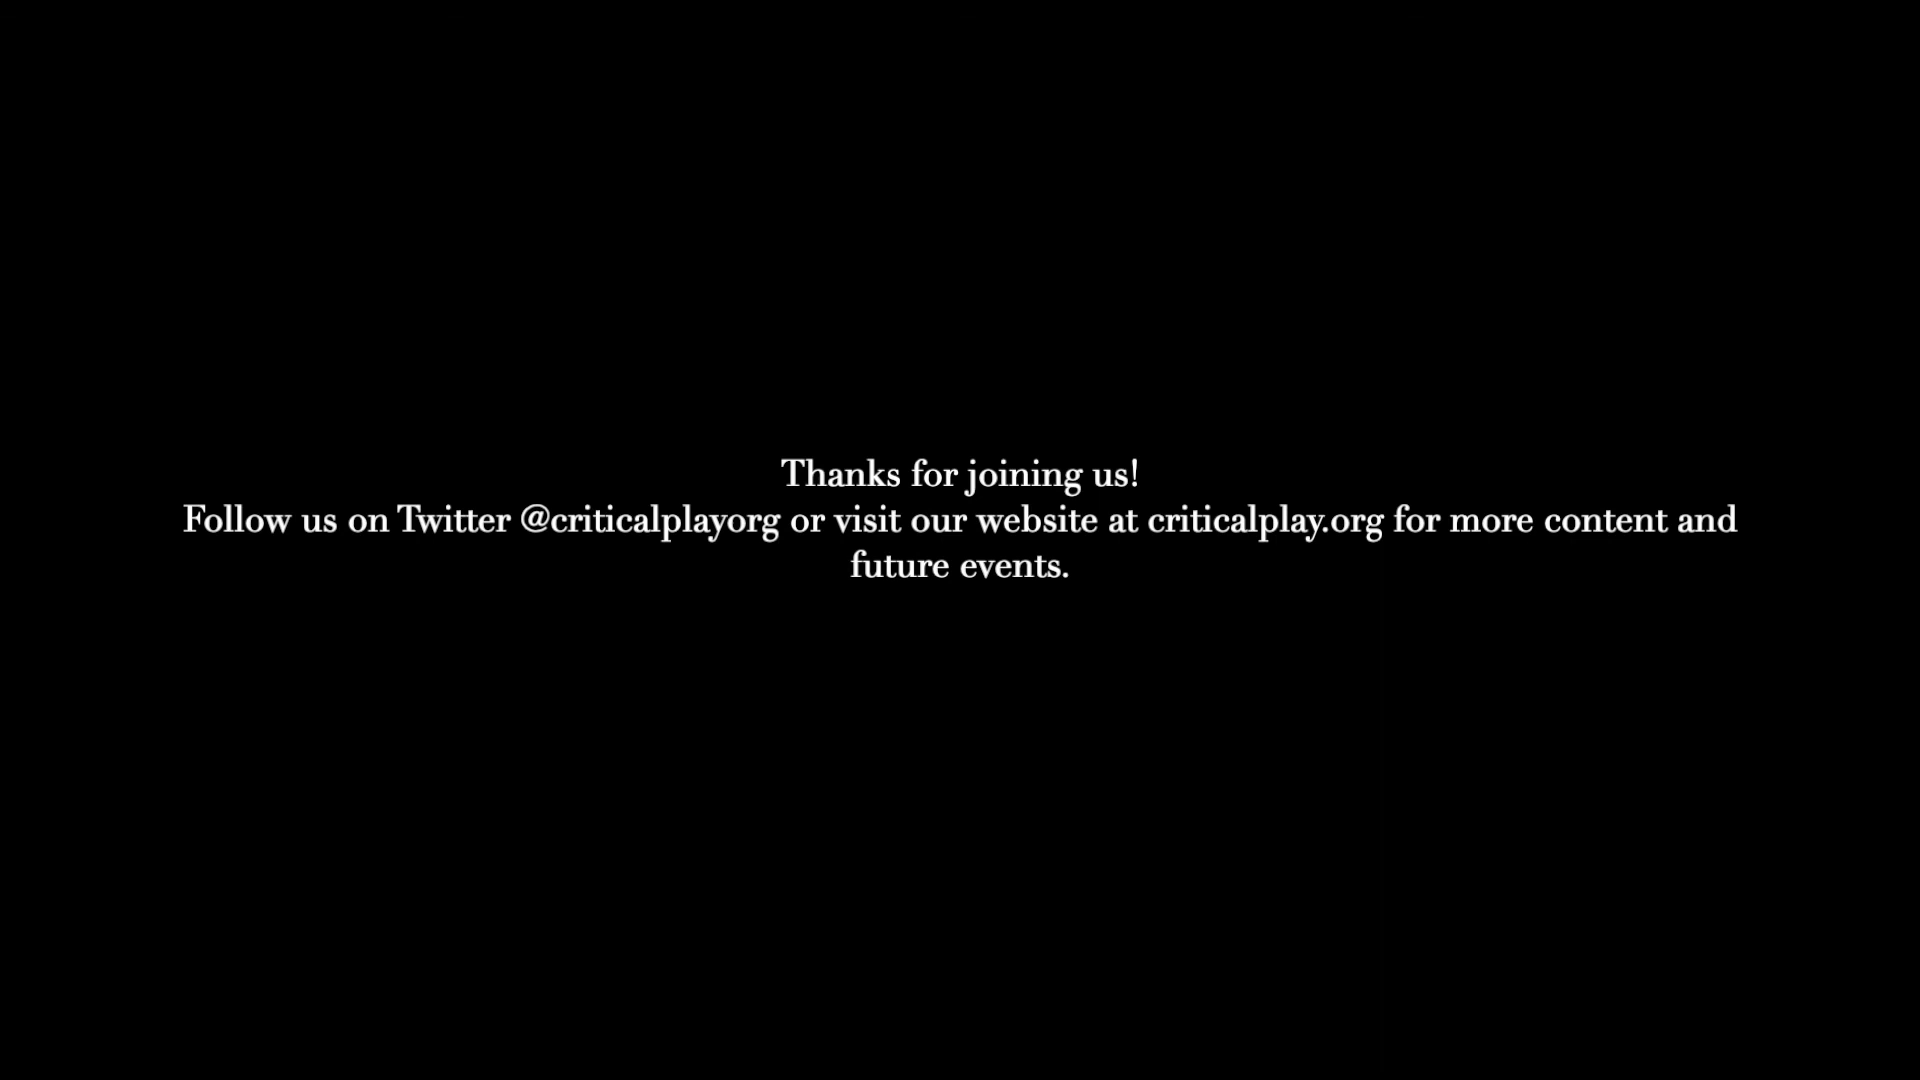 Thanks for joining us!
Follow us on Twitter @criticalplayorg or visit our website at criticalplay.org for more content and
future events.